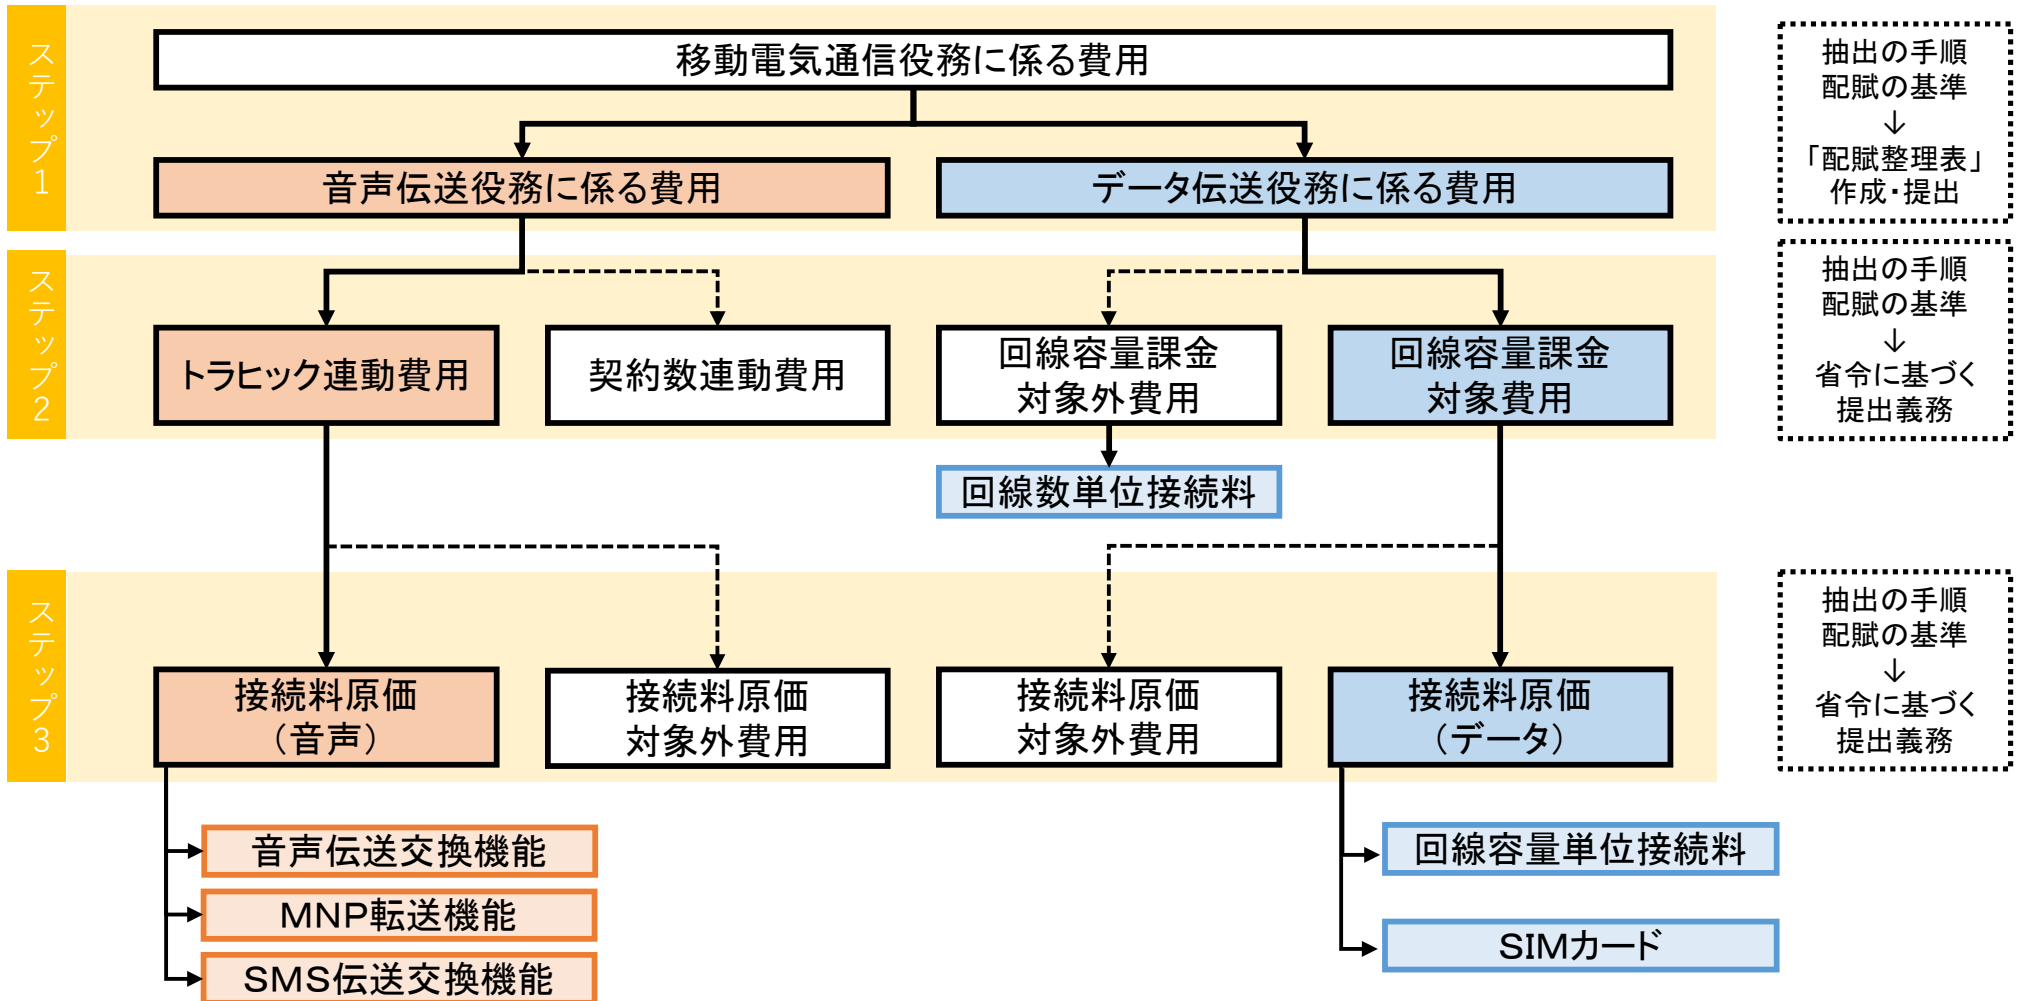 ステップ1
移動電気通信役務に係る費用
音声伝送役務に係る費用
データ伝送役務に係る費用
抽出の手順
配賦の基準
↓
「配賦整理表」
作成・提出
ステップ2
トラヒック連動費用
契約数連動費用
回線容量課金
対象外費用
回線容量課金
対象費用
回線数単位接続料
抽出の手順
配賦の基準
↓
省令に基づく
提出義務
ステップ3
接続料原価
（音声）
接続料原価
対象外費用
接続料原価
対象外費用
接続料原価
（データ）
抽出の手順
配賦の基準
↓
省令に基づく
提出義務
音声伝送交換機能
MNP転送機能
SMS伝送交換機能
回線容量単位接続料
SIMカード